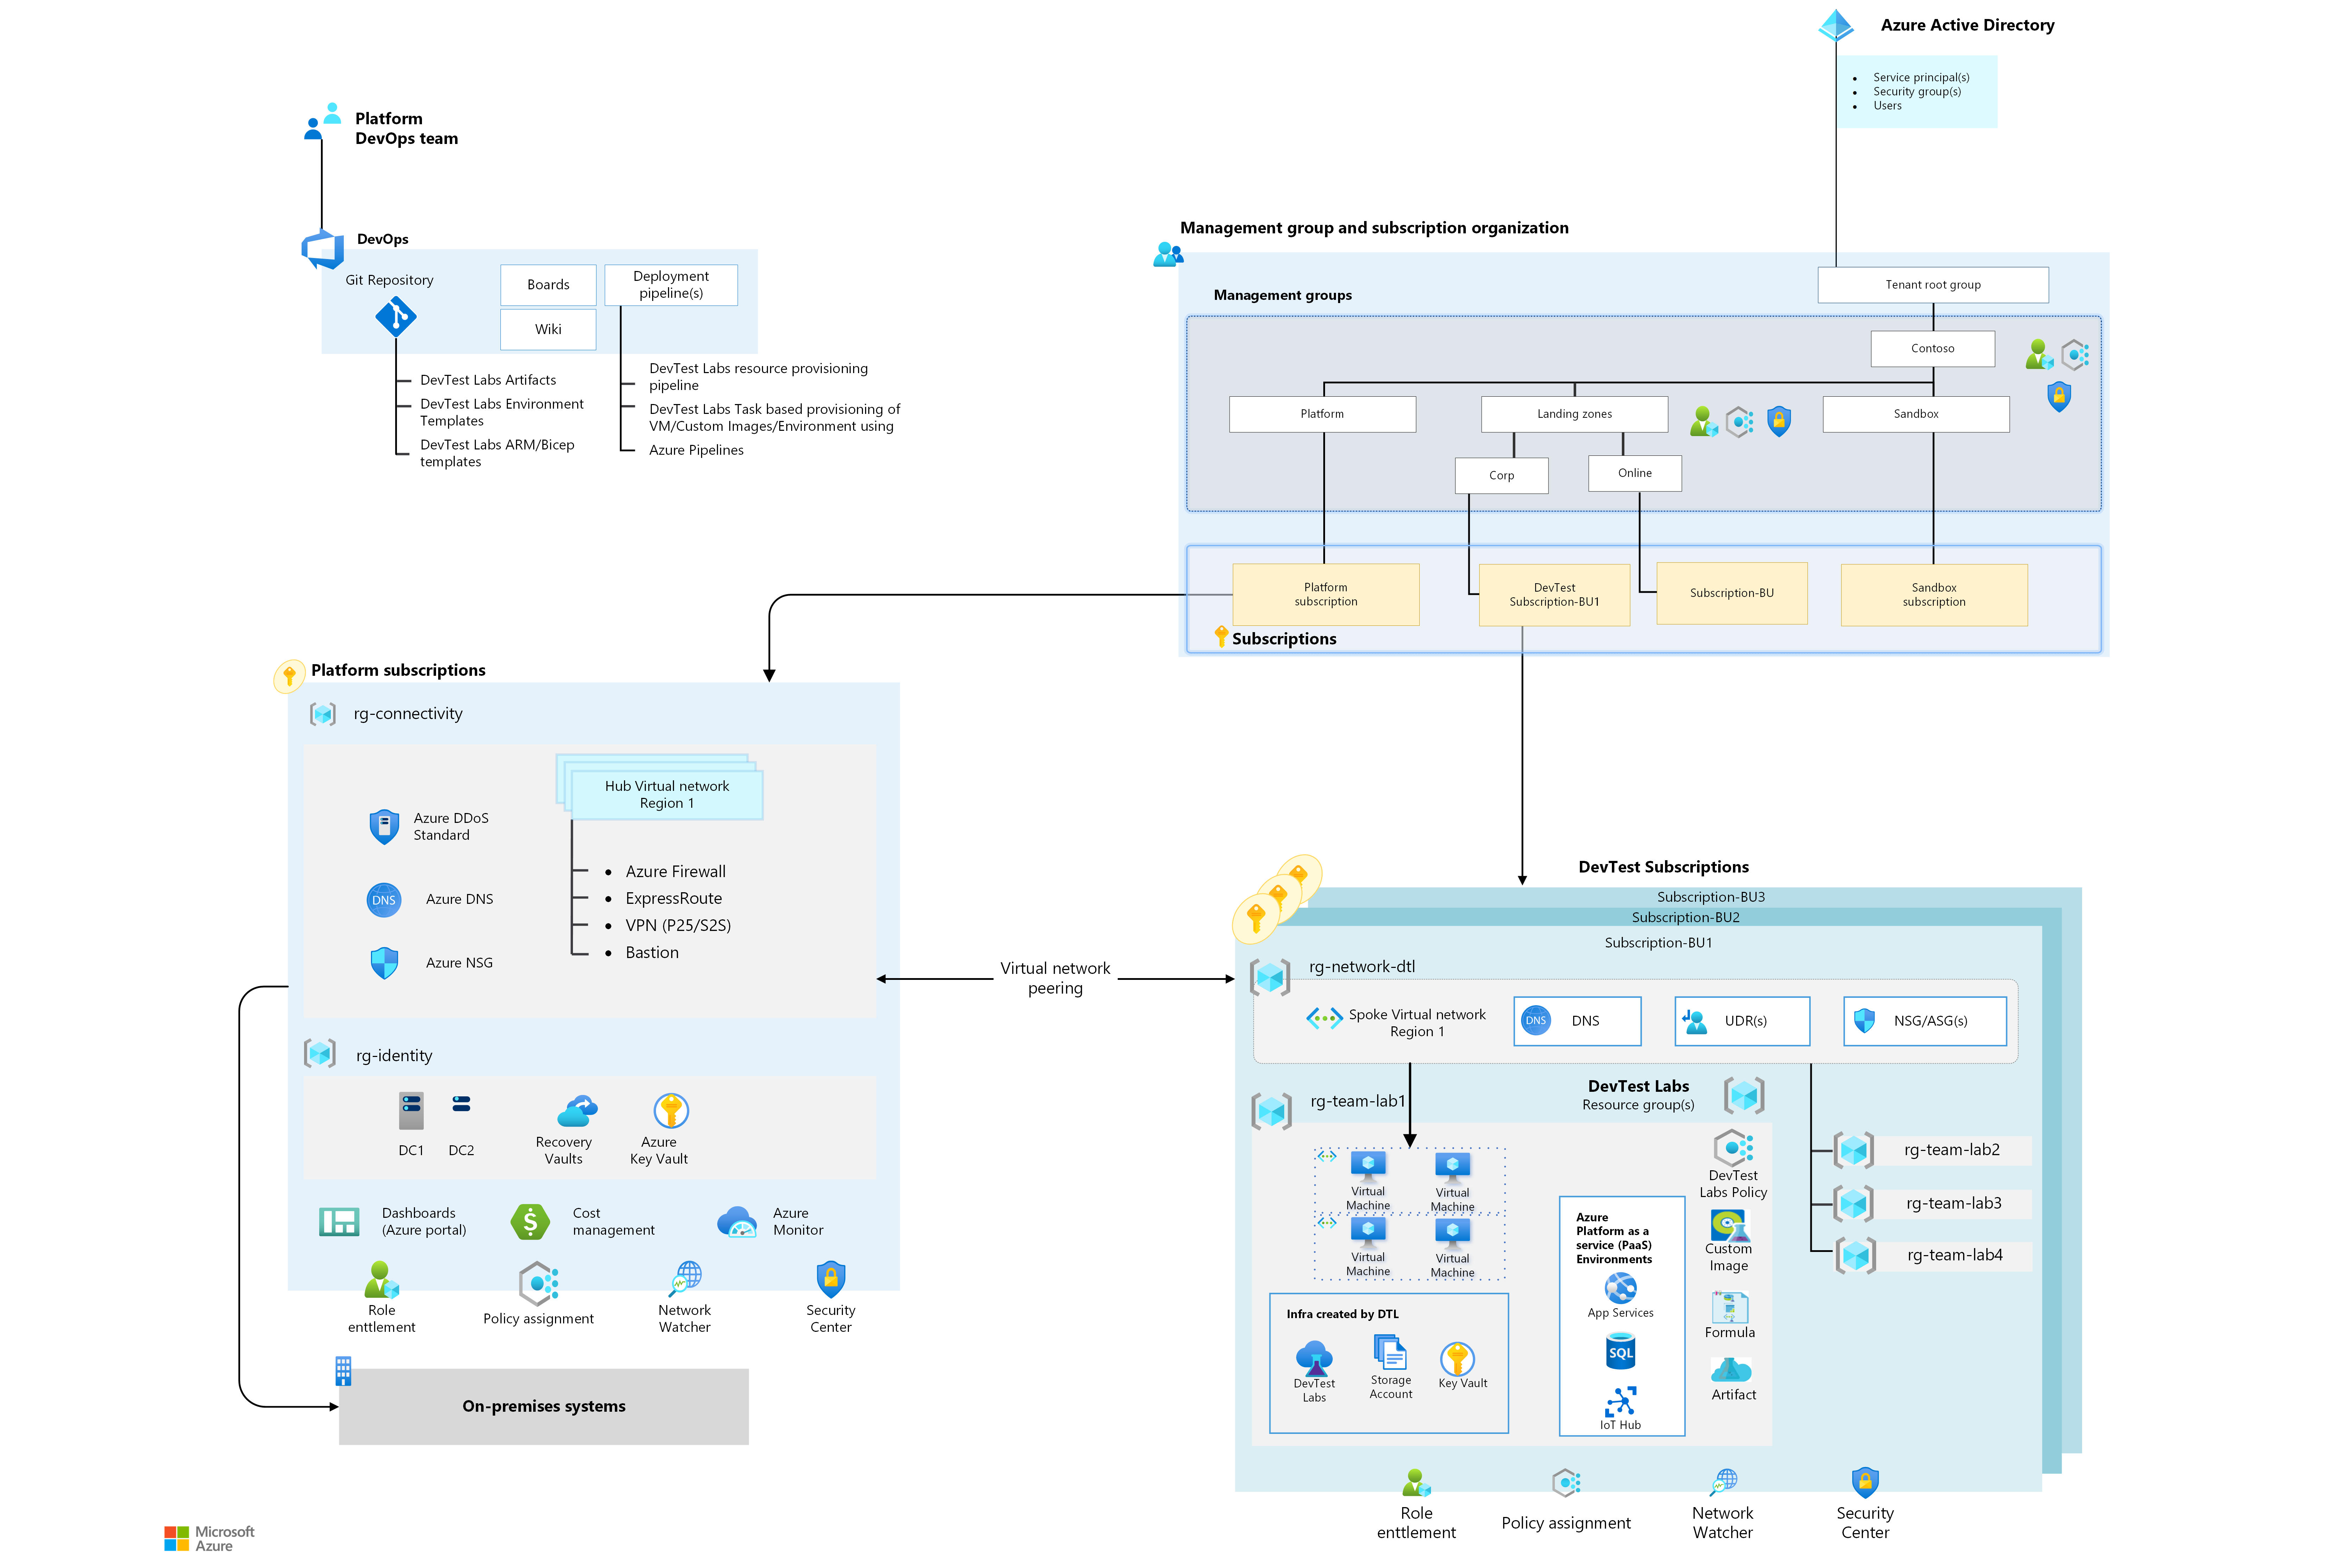 Azure Active Directory
• Service principal(s)
• Security group(s)
• Users
Platform
DevOps team
DevOps
Git Repository
Boards
Wiki
Deployment
pipeline(s)
DevTest Labs Artifacts
DevTest Labs Environment
Templates
DevTest Labs ARM/Bicep
templates
DevTest Labs resource provisioning
pipeline
DevTest Labs Task based provisioning of
VM/Custom Images/Environment using
Azure Pipelines
Management group and subscription organization
Management groups
Tenant root group
Contoso
Platform
Landing zones
Sandbox
Corp
Online
Platform
subscription
DevTest
Subscription-BU1
Subscription-BU
Sandbox
subscription
Subscriptions
Platform subscriptions
rg-connectivity
Hub Virtual network
Region 1
Azure DDoS
Standard
Azure DNS
DNS
Azure NSG
• Azure Firewall
• ExpressRoute
• VPN (P25/S2S)
• Bastion
Virtual network
peering
rg-identity
DC1
DC2
Recovery
Vaults
Azure
Key Vault
Dashboards
(Azure portal)
Cost
management
Azure
Monitor
Role
enttlement
Policy assignment
Network
Watcher
Security
Center
On-premises systems
DevTest Subscriptions
Subscription-BU3
Subscription-BU2
Subscription-BU1
rg-network-dtl
Spoke Virtual network
Region 1
DNS
DNS
UDR(s)
NSG/ASG(s)
DevTest Labs
Resource group(s)
rg-team-lab1
Virtual
Machine
Virtual
Machine
Virtual
Machine
Virtual
Machine
Infra created by DTL
DevTest
Labs
Storage
Account
Key Vault
Azure
Platform as a
service (PaaS)
Environments
App Services
SQL
IoT Hub
DevTest
Labs Policy
Custom
Image
Formula
Artifact
rg-team-lab2
rg-team-lab3
rg-team-lab4
Role
enttlement
Policy assignment
Network
Watcher
Security
Center
Microsoft
Azure